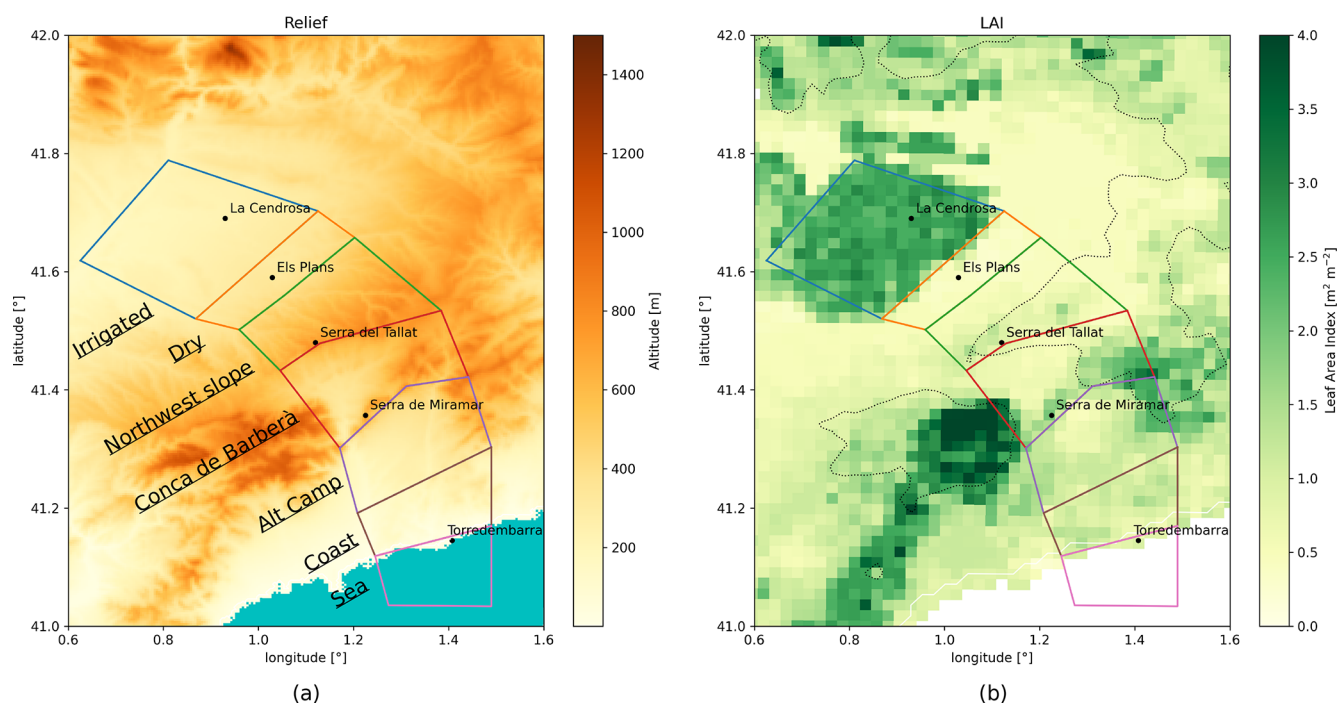 Relief
42.0
41.8
41.6
41.4
41.2
41.0
latitude [°]
0.6 0.8 1.0 1.2 1.4 1.6
longitude [°]
La Cendrosa
Els Plans
Serra del Tallat
Serra de Miramar
Torredembarra
Irrigated
Dry
Northwest slope
Conca de Barberà
Alt Camp
Coast
Sea
1400
1200
1000
800
600
400
200
Altitude [m]
(a)
LAI
42.0
41.8
41.6
41.4
41.2
41.0
latitude [°]
0.6 0.8 1.0 1.2 1.4 1.6
longitude [°]
La Cendrosa
Els Plans
Serra del Tallat
Serra de Miramar
Torredembarra
4.0
3.5
3.0
2.5
2.0
1.5
1.0
0.5
0.0
Leaf Area Index [m² m⁻²]
(b)